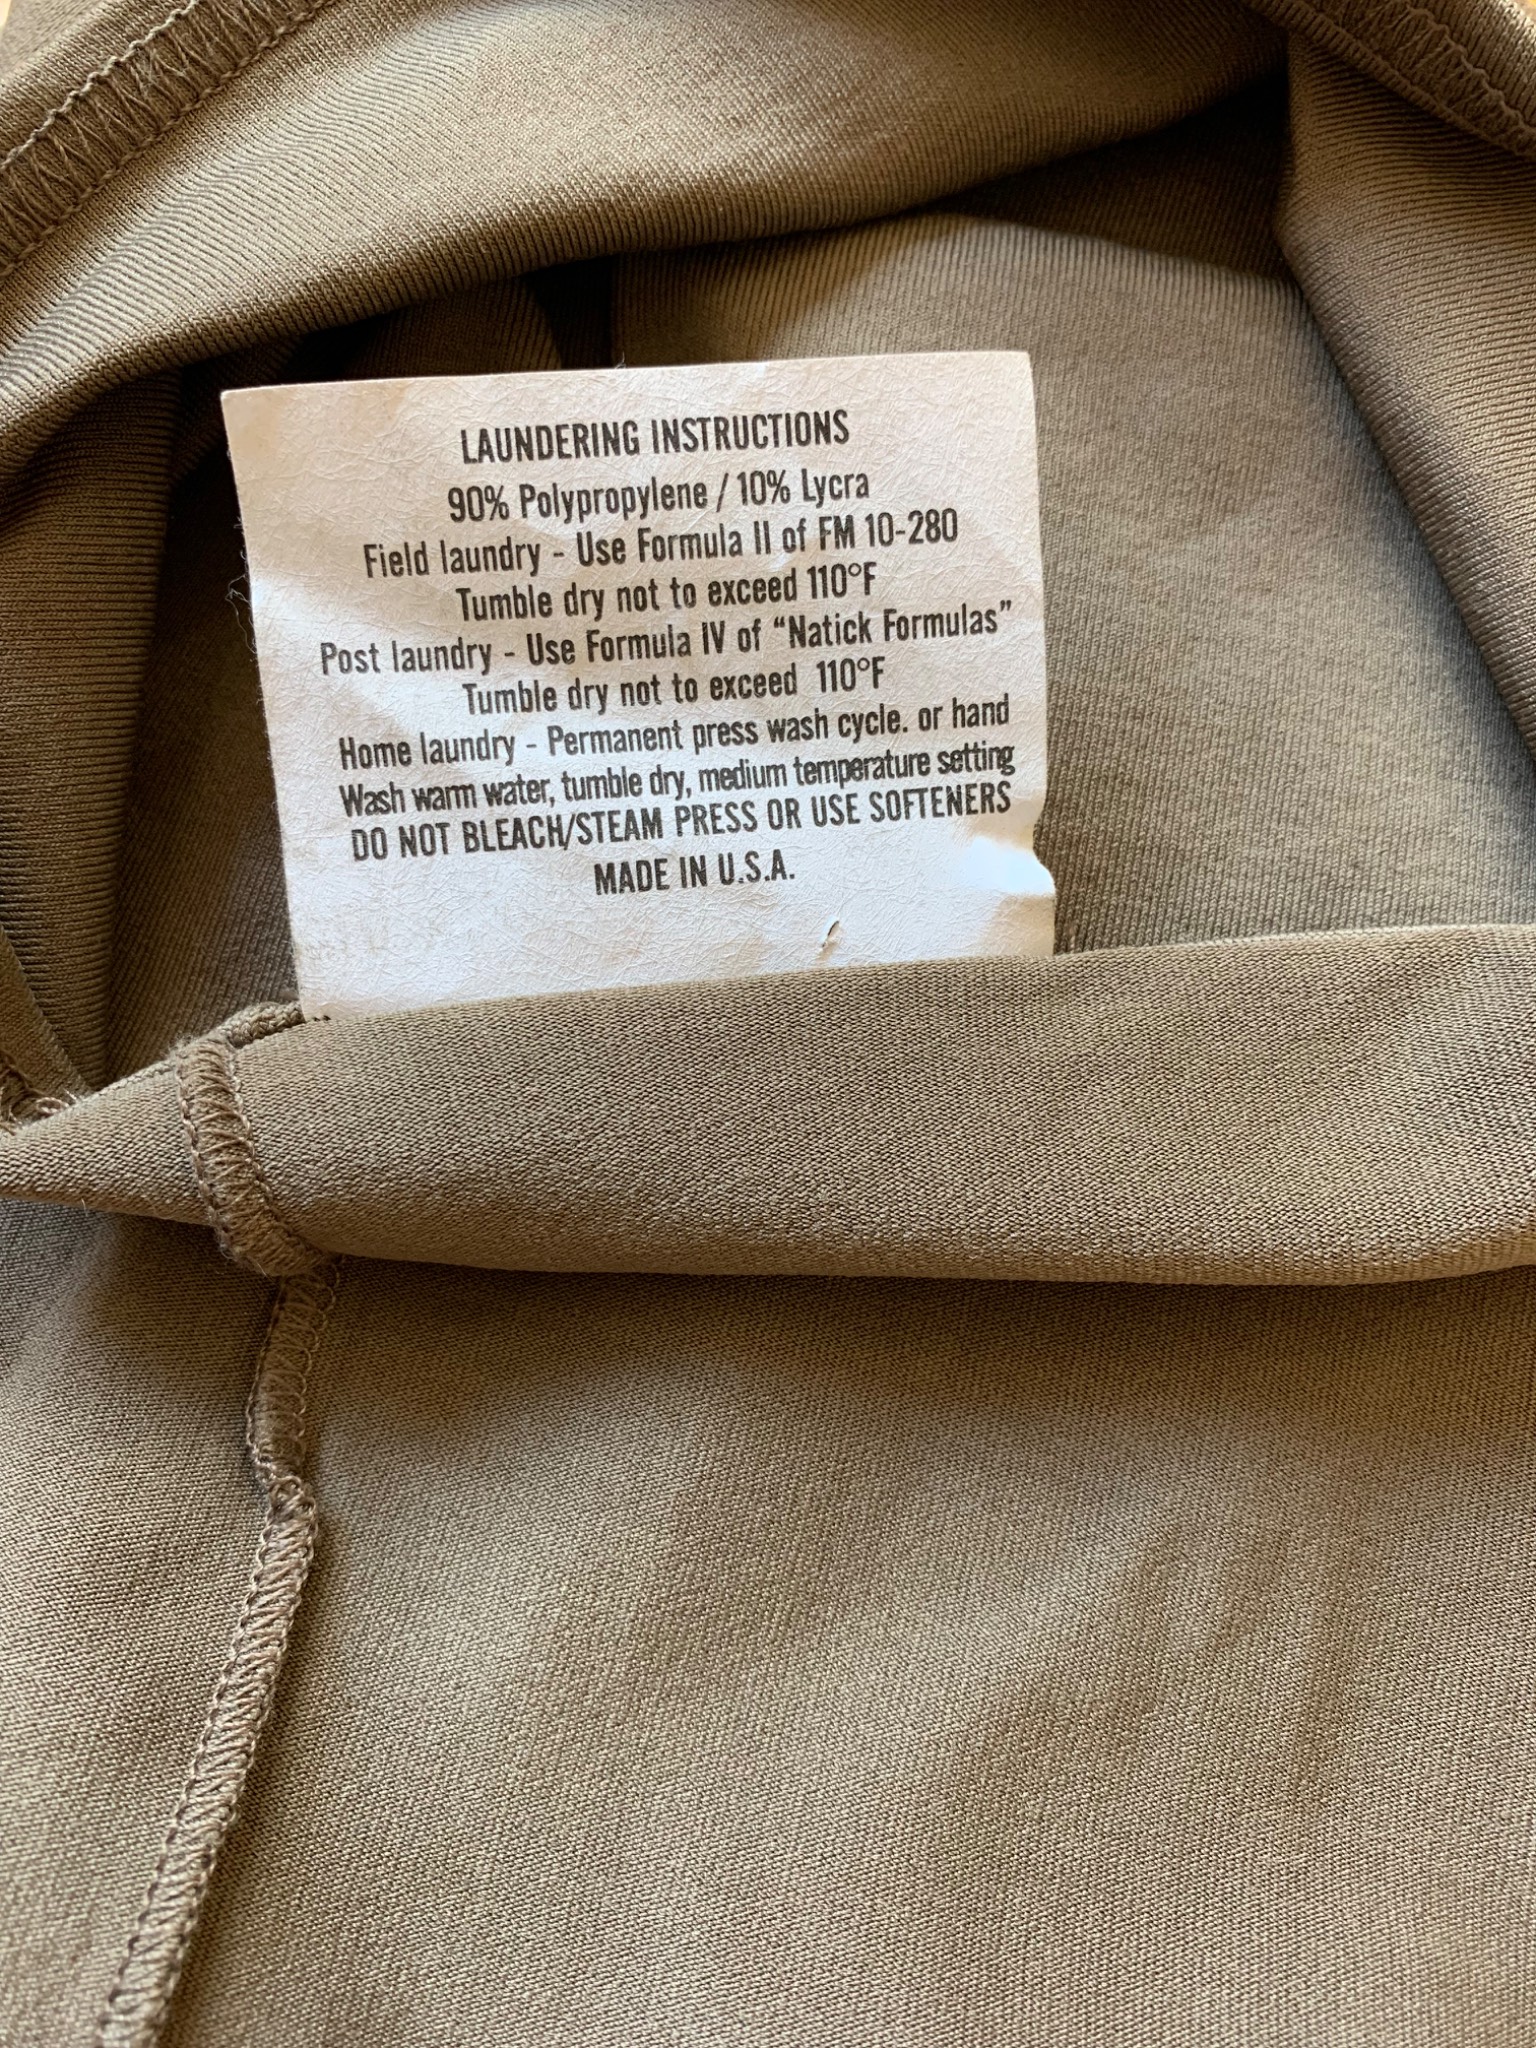 LAUNDERING INSTRUCTIONS
90% Polypropylene / 10% Lycra
Field laundry - Use Formula II of FM 10-280
Tumble dry not to exceed 110°F
Post laundry - Use Formula IV of “Natick Formulas”
Tumble dry not to exceed 110°F
Home laundry - Permanent press wash cycle. or hand
Wash warm water, tumble dry, medium temperature setting
DO NOT BLEACH/STEAM PRESS OR USE SOFTENERS
MADE IN U.S.A.